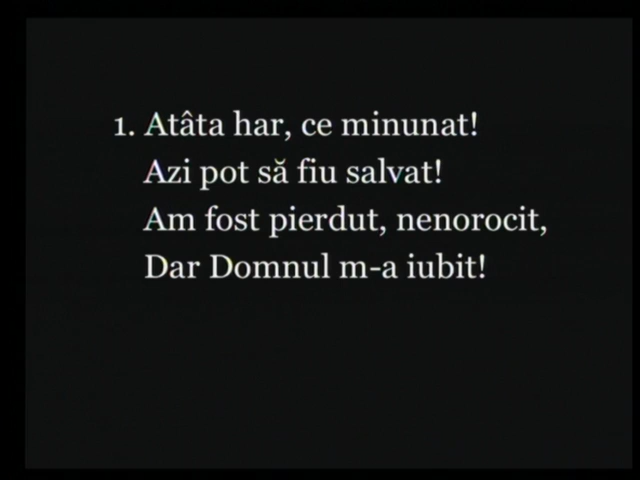 1. Atâta har, ce minunat!
Azi pot să fiu salvat!
Am fost pierdut, nenorocit,
Dar Domnul m-a iubit!